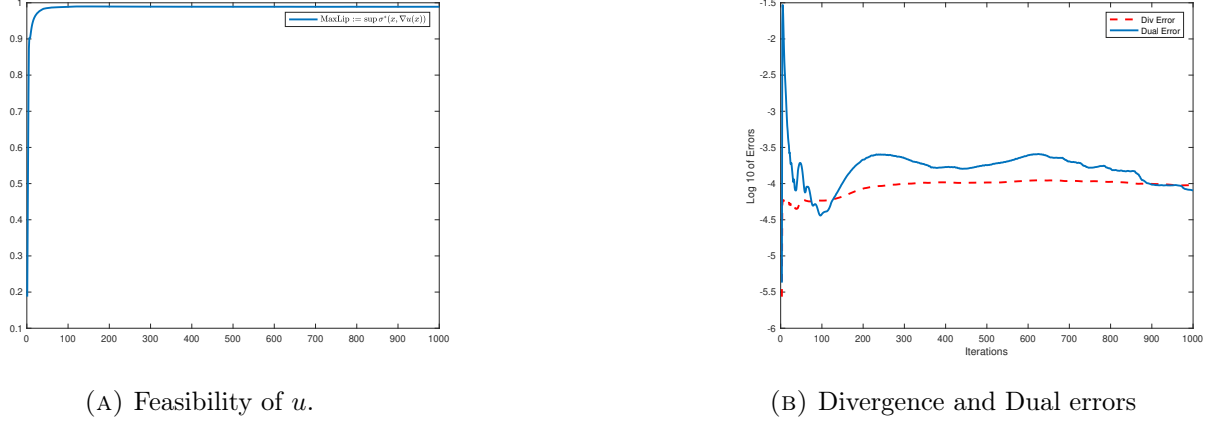 1
0.9
0.8
0.7
0.6
0.5
0.4
0.3
0.2
0.1
0 100 200 300 400 500 600 700 800 900 1000
MaxLip := sup σ*(x, ∇u(x))
(A) Feasibility of u.
-1.5
-2
-2.5
-3
-3.5
-4
-4.5
-5
-5.5
-6
Log 10 of Errors
0 100 200 300 400 500 600 700 800 900 1000
Iterations
Div Error
Dual Error
(B) Divergence and Dual errors